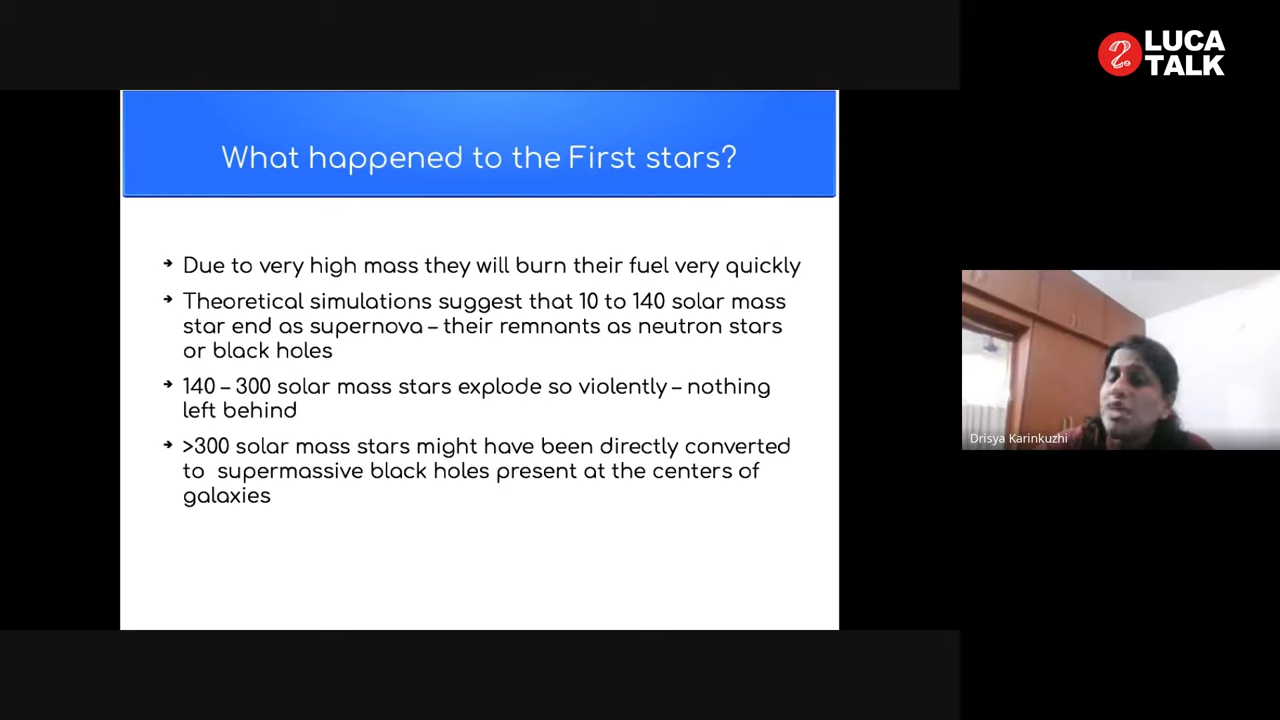 LUCA
TALK
What happened to the First stars?
➔ Due to very high mass they will burn their fuel very quickly
➔ Theoretical simulations suggest that 10 to 140 solar mass
star end as supernova – their remnants as neutron stars
or black holes
➔ 140 – 300 solar mass stars explode so violently – nothing
left behind
➔ >300 solar mass stars might have been directly converted
to supermassive black holes present at the centers of
galaxies
Drisya Karinkuzhi